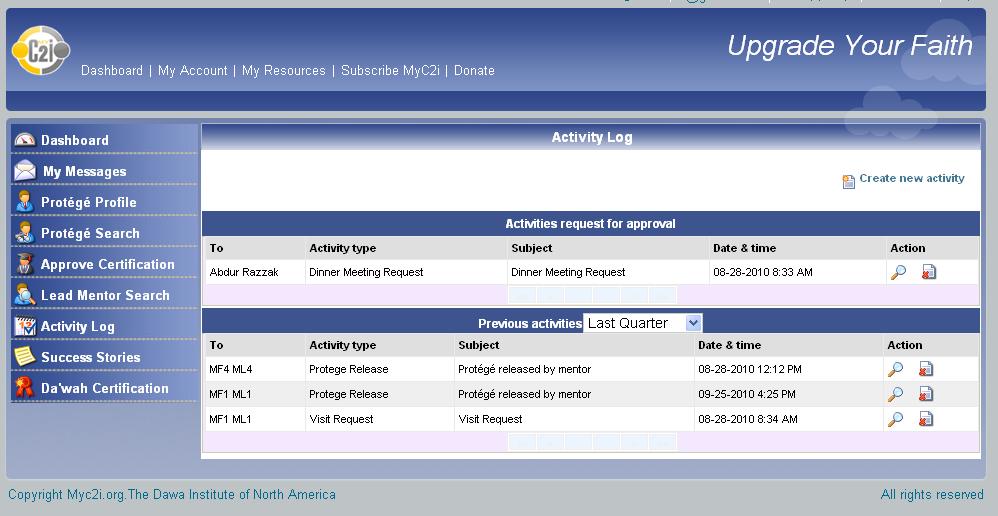 C2i
Upgrade Your Faith
Dashboard | My Account | My Resources | Subscribe MyC2i | Donate
Dashboard
My Messages
Protégé Profile
Protégé Search
Approve Certification
Lead Mentor Search
Activity Log
Success Stories
Da'wah Certification
Activity Log
Create new activity
Activities request for approval
To Activity type Subject Date & time Action
Abdur Razzak Dinner Meeting Request Dinner Meeting Request 08-28-2010 8:33 AM
Previous activities Last Quarter
To Activity type Subject Date & time Action
MF4 ML4 Protege Release Protégé released by mentor 08-28-2010 12:12 PM
MF1 ML1 Protege Release Protégé released by mentor 09-25-2010 4:25 PM
MF1 ML1 Visit Request Visit Request 08-28-2010 8:34 AM
Copyright Myc2i.org.The Dawa Institute of North America All rights reserved